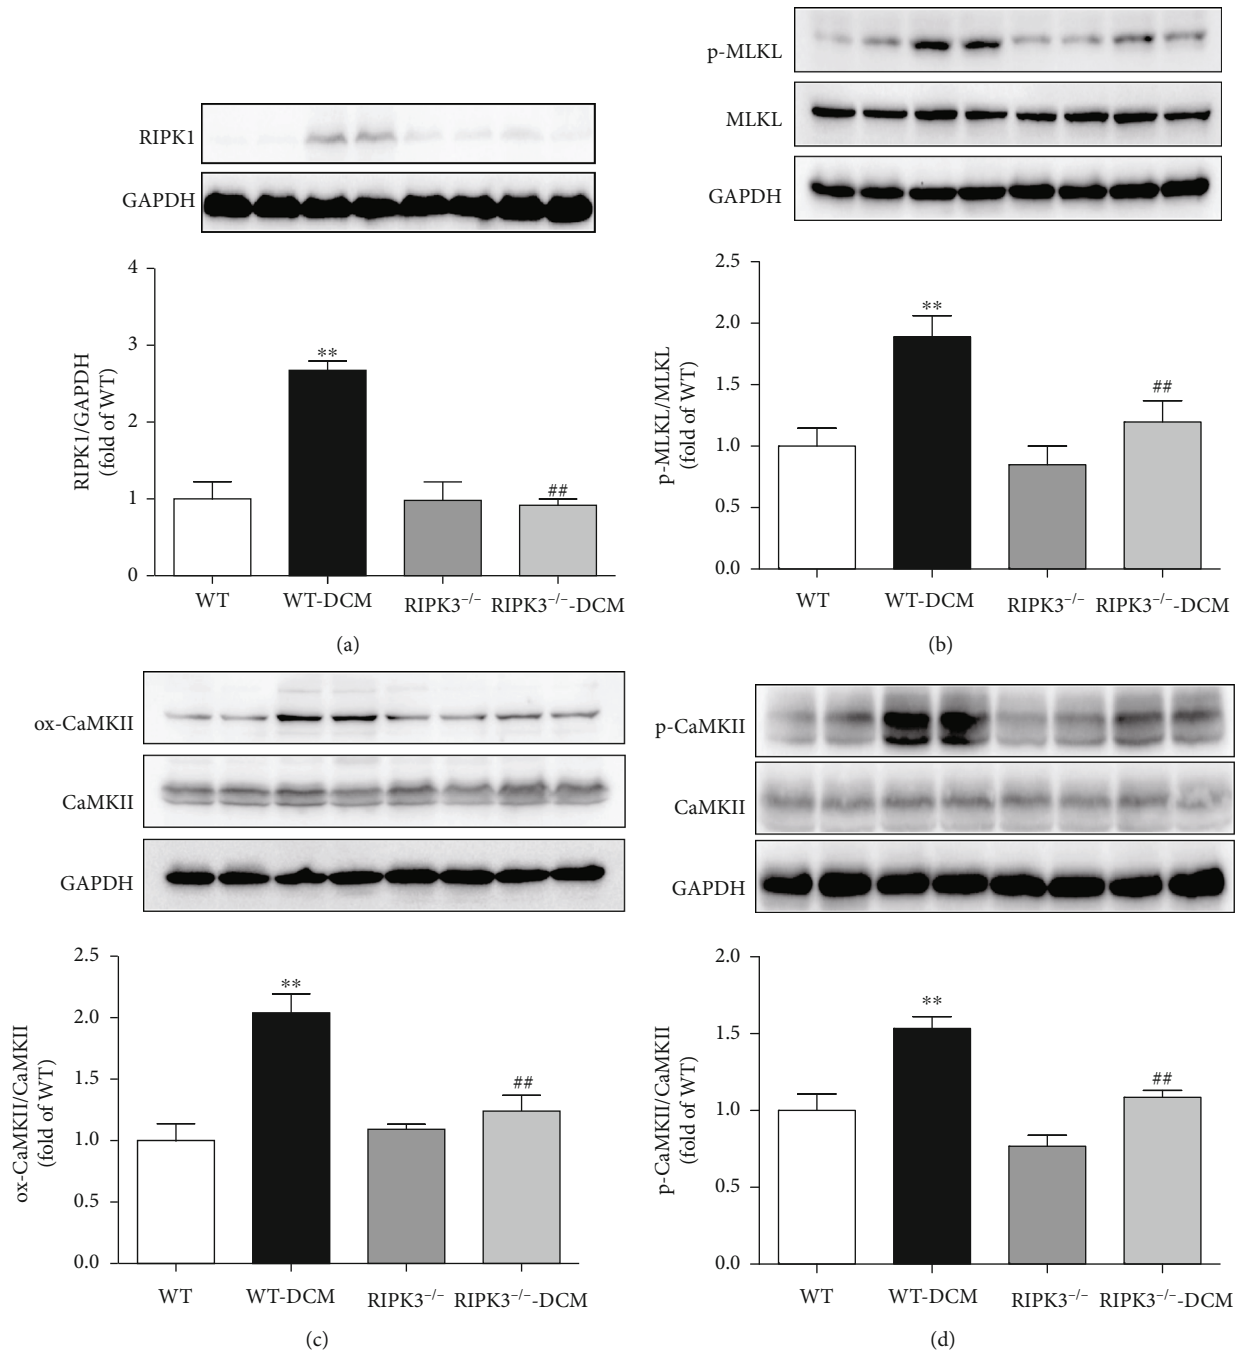 RIPK1
GAPDH
4
3
2
1
0
RIPK1/GAPDH
(fold of WT)
**
##
WT
WT-DCM
RIPK3⁻/⁻
RIPK3⁻/⁻-DCM
(a)
p-MLKL
MLKL
GAPDH
2.5
2.0
1.5
1.0
0.5
0.0
p-MLKL/MLKL
(fold of WT)
**
##
WT
WT-DCM
RIPK3⁻/⁻
RIPK3⁻/⁻-DCM
(b)
ox-CaMKII
CaMKII
GAPDH
2.5
2.0
1.5
1.0
0.5
0.0
ox-CaMKII/CaMKII
(fold of WT)
**
##
WT
WT-DCM
RIPK3⁻/⁻
RIPK3⁻/⁻-DCM
(c)
p-CaMKII
CaMKII
GAPDH
2.0
1.5
1.0
0.5
0.0
p-CaMKII/CaMKII
(fold of WT)
**
##
WT
WT-DCM
RIPK3⁻/⁻
RIPK3⁻/⁻-DCM
(d)